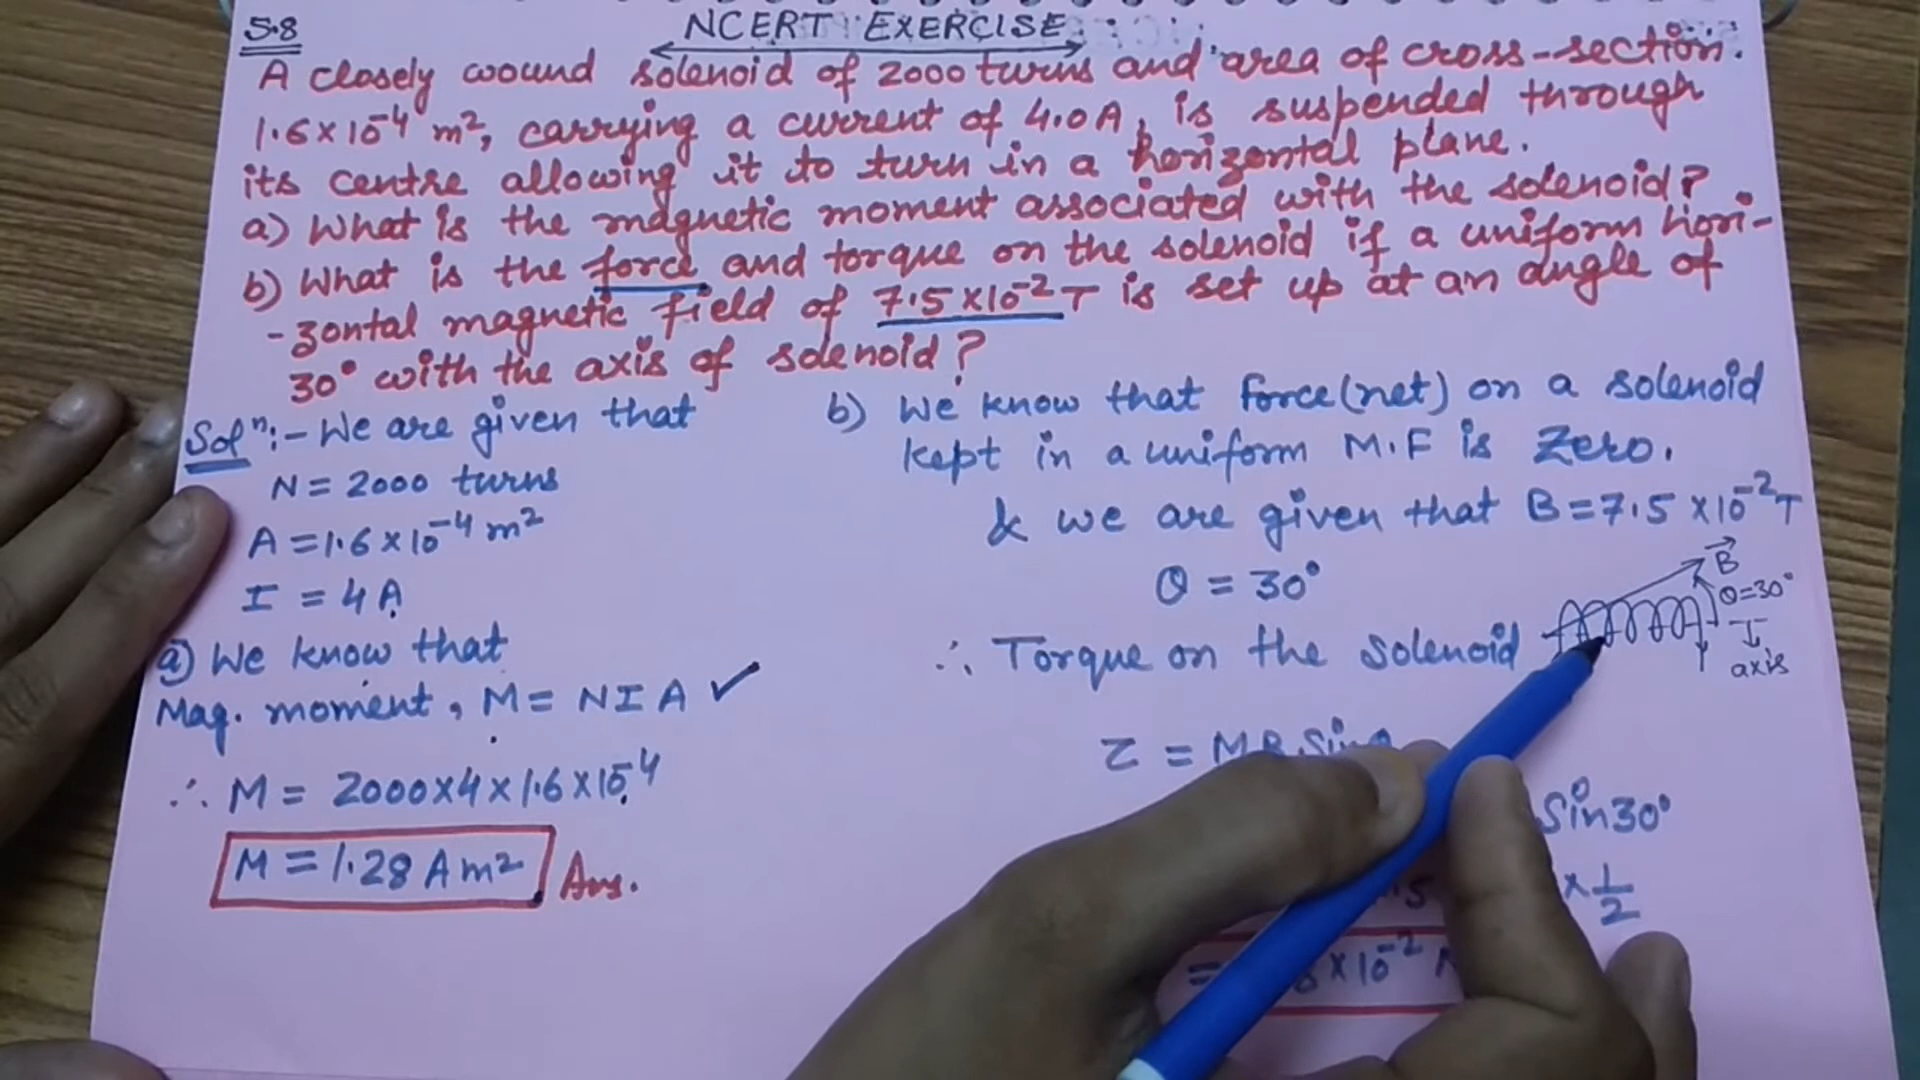 5.8
NCERT EXERCISE
A closely wound solenoid of 2000 turns and area of cross-section
1.6 × 10⁻⁴ m², carrying a current of 4.0 A, is suspended through
its centre allowing it to turn in a horizontal plane.
a) What is the magnetic moment associated with the solenoid?
b) What is the force and torque on the solenoid if a uniform hori-
-zontal magnetic field of 7.5 × 10⁻² T is set up at an angle of
30° with the axis of solenoid?
Solⁿ:- We are given that
N = 2000 turns
A = 1.6 × 10⁻⁴ m²
I = 4 A
a) We know that
Mag. moment, M = N I A ✓
∴ M = 2000 × 4 × 1.6 × 10⁻⁴
M = 1.28 A m² Ans.
b) We know that force (net) on a solenoid
kept in a uniform M.F is Zero.
& we are given that B = 7.5 × 10⁻² T
θ = 30°
B
θ = 30°
axis
∴ Torque on the solenoid
τ = M B Sinθ
Sin30°
× 1/2
= × 10⁻²